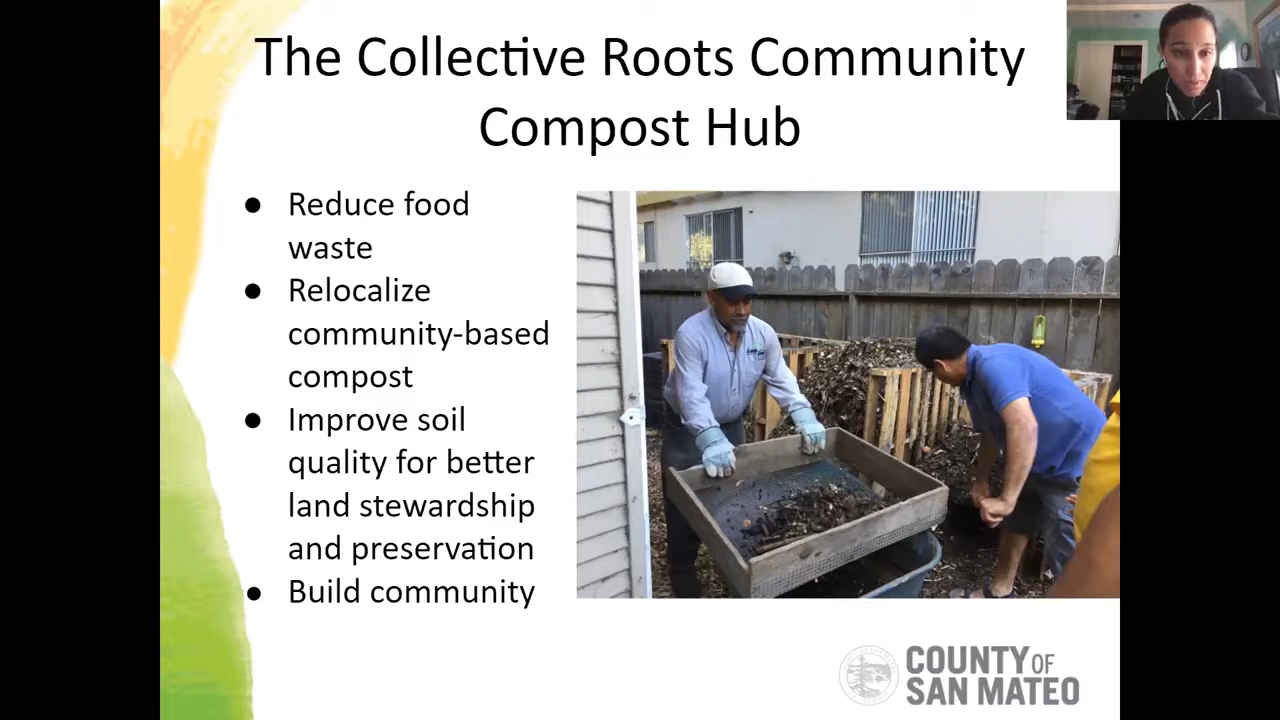 The Collective Roots Community
Compost Hub
● Reduce food
waste
● Relocalize
community-based
compost
● Improve soil
quality for better
land stewardship
and preservation
● Build community
COUNTY OF
SAN MATEO